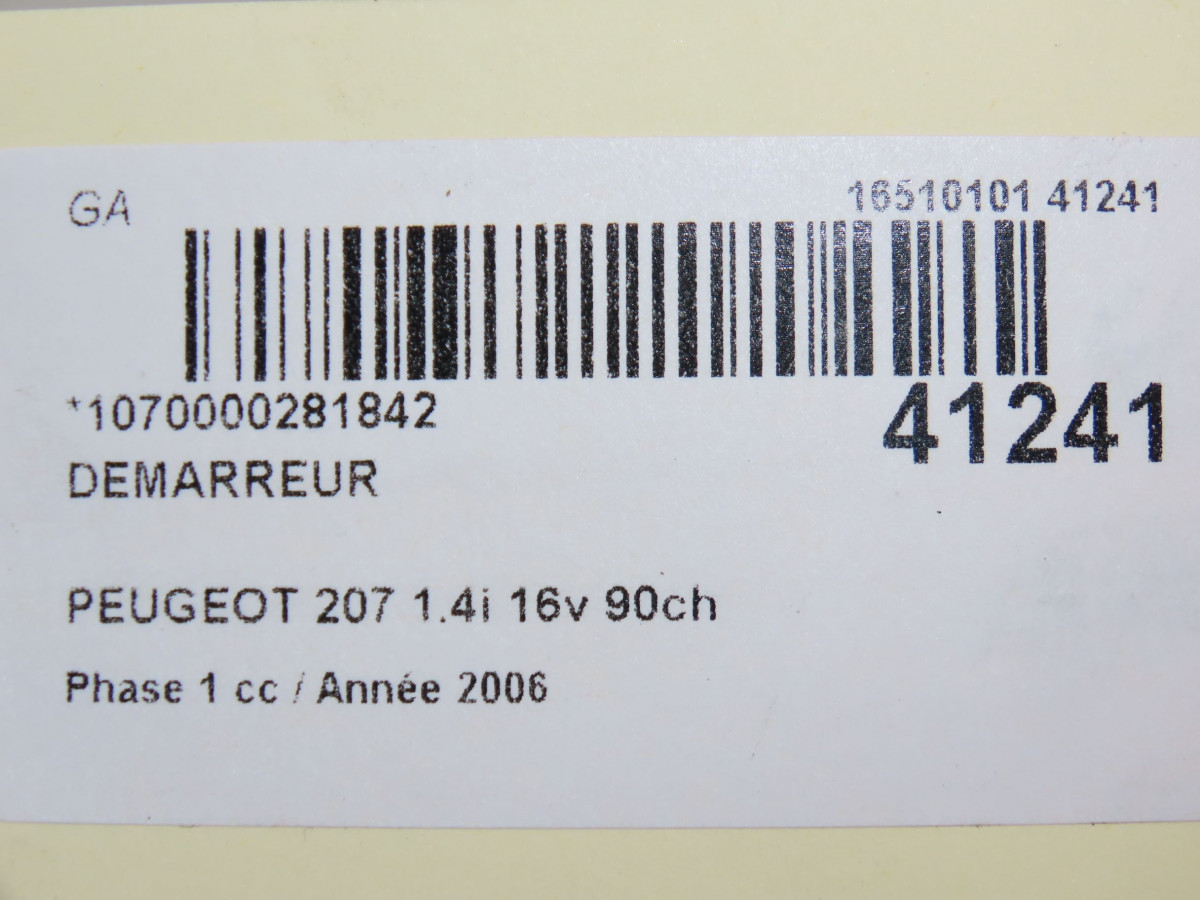 GA
16510101 41241
*1070000281842
41241
DEMARREUR
PEUGEOT 207 1.4i 16v 90ch
Phase 1 cc / Année 2006